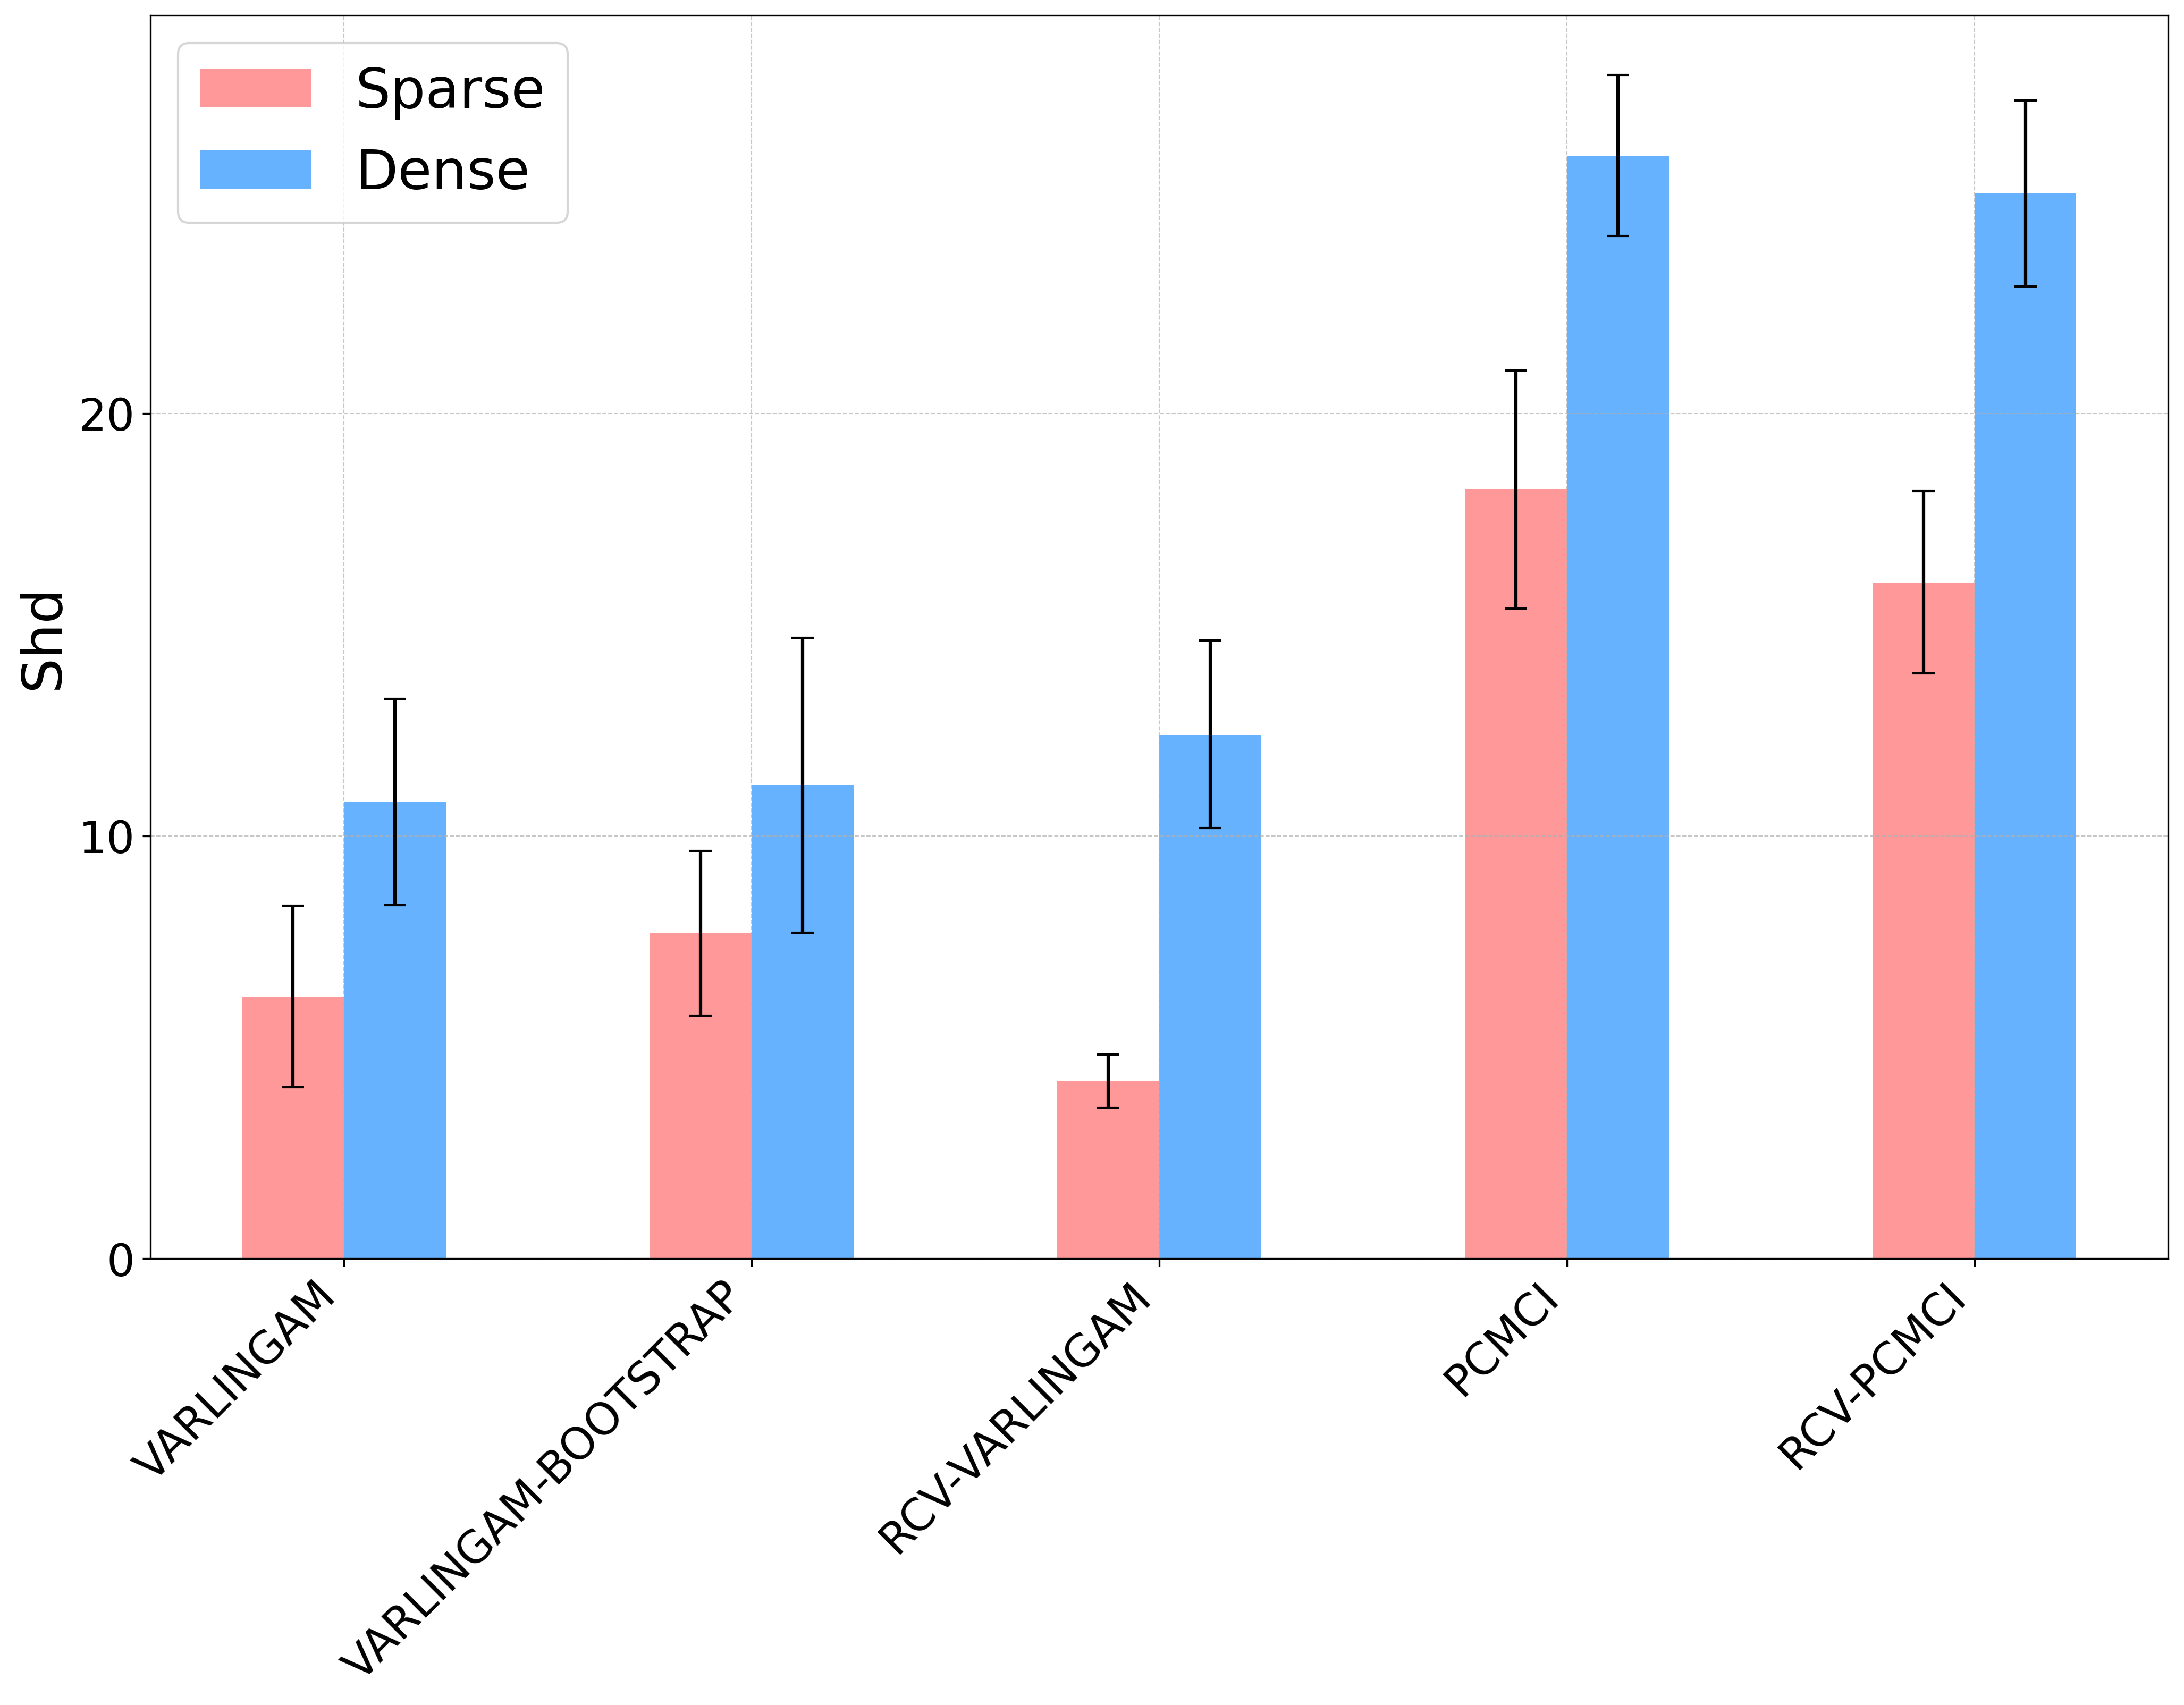 Sparse
Dense
Shd
20
10
0
VARLINGAM
VARLINGAM-BOOTSTRAP
RCV-VARLINGAM
PCMCI
RCV-PCMCI